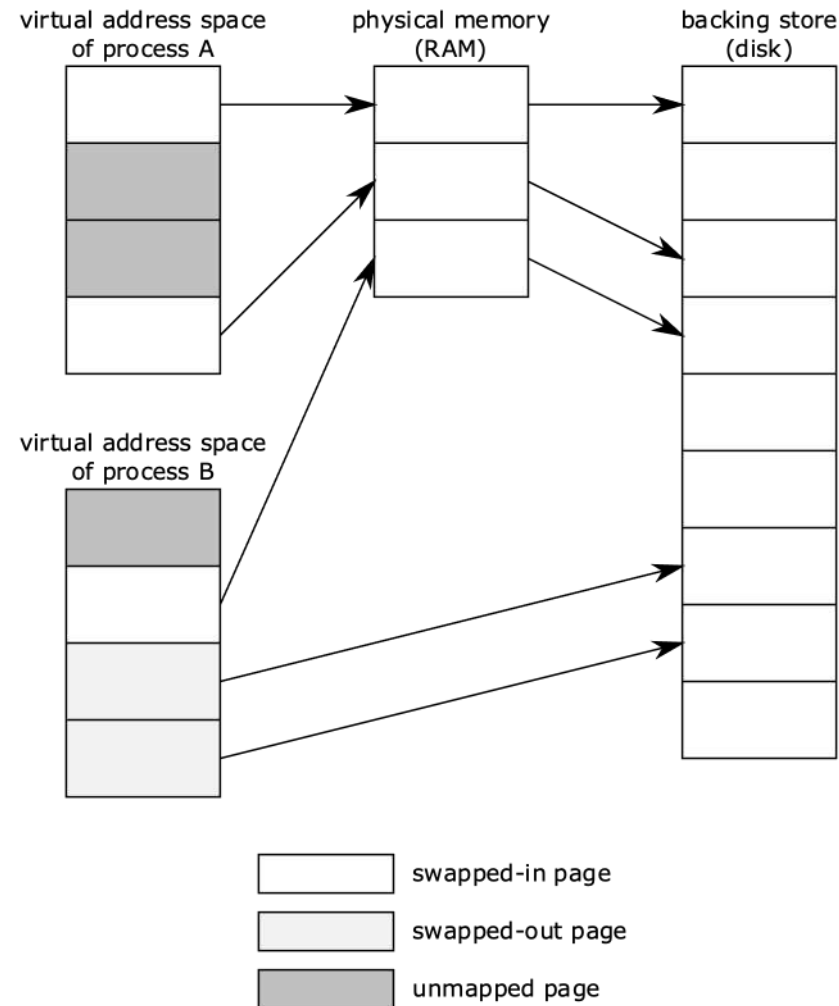 virtual address space
of process A
physical memory
(RAM)
backing store
(disk)
virtual address space
of process B
swapped-in page
swapped-out page
unmapped page